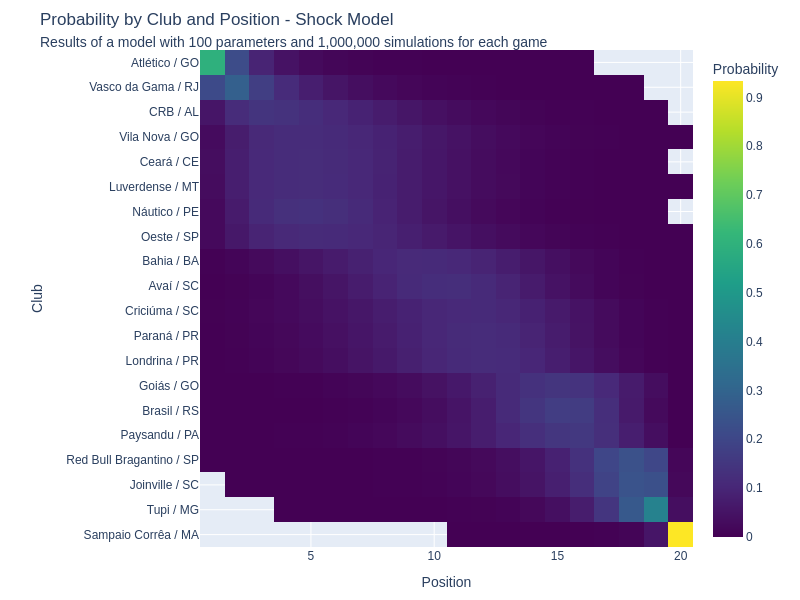 Probability by Club and Position - Shock Model
Results of a model with 100 parameters and 1,000,000 simulations for each game
Probability
Atlético / GO
Vasco da Gama / RJ
CRB / AL
Vila Nova / GO
Ceará / CE
Luverdense / MT
Náutico / PE
Oeste / SP
Bahia / BA
Avaí / SC
Criciúma / SC
Paraná / PR
Londrina / PR
Goiás / GO
Brasil / RS
Paysandu / PA
Red Bull Bragantino / SP
Joinville / SC
Tupi / MG
Sampaio Corrêa / MA
Club
5
10
15
20
Position
0.9
0.8
0.7
0.6
0.5
0.4
0.3
0.2
0.1
0